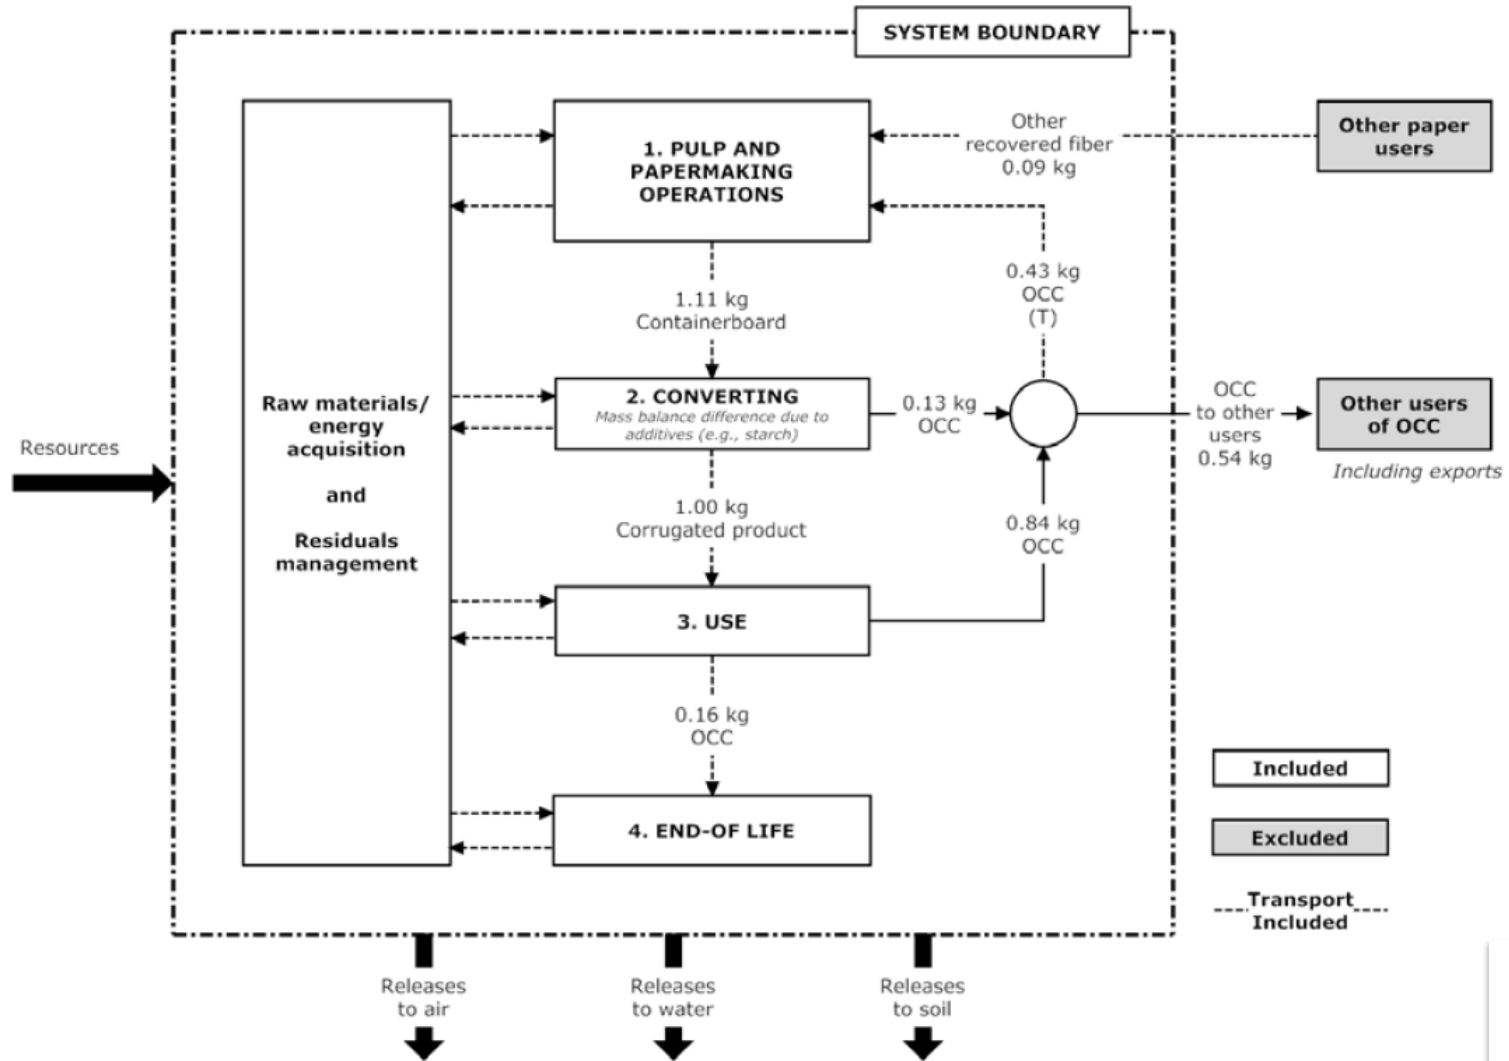 SYSTEM BOUNDARY
Other paper
users
Other
recovered fiber
0.09 kg
1. PULP AND
PAPERMAKING
OPERATIONS
0.43 kg
OCC
(T)
1.11 kg
Containerboard
Raw materials/
energy
acquisition
and
Residuals
management
Resources
2. CONVERTING
Mass balance difference due to
additives (e.g., starch)
0.13 kg
OCC
OCC
to other
users
0.54 kg
Other users
of OCC
Including exports
1.00 kg
Corrugated product
0.84 kg
OCC
3. USE
0.16 kg
OCC
4. END-OF LIFE
Included
Excluded
Transport
Included
Releases
to air
Releases
to water
Releases
to soil